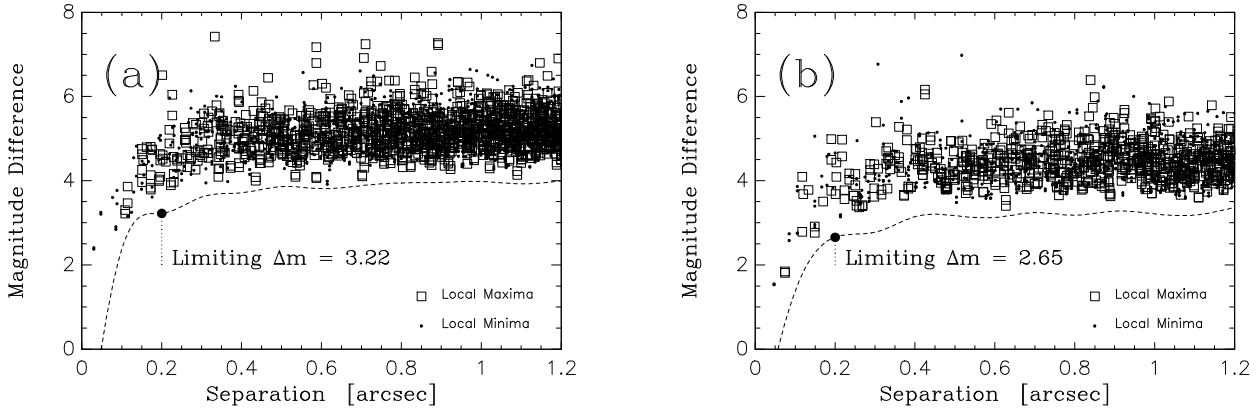 8
6
4
2
0
Magnitude Difference
(a)
Limiting Δm = 3.22
Local Maxima
Local Minima
0 0.2 0.4 0.6 0.8 1 1.2
Separation [arcsec]
8
6
4
2
0
Magnitude Difference
(b)
Limiting Δm = 2.65
Local Maxima
Local Minima
0 0.2 0.4 0.6 0.8 1 1.2
Separation [arcsec]